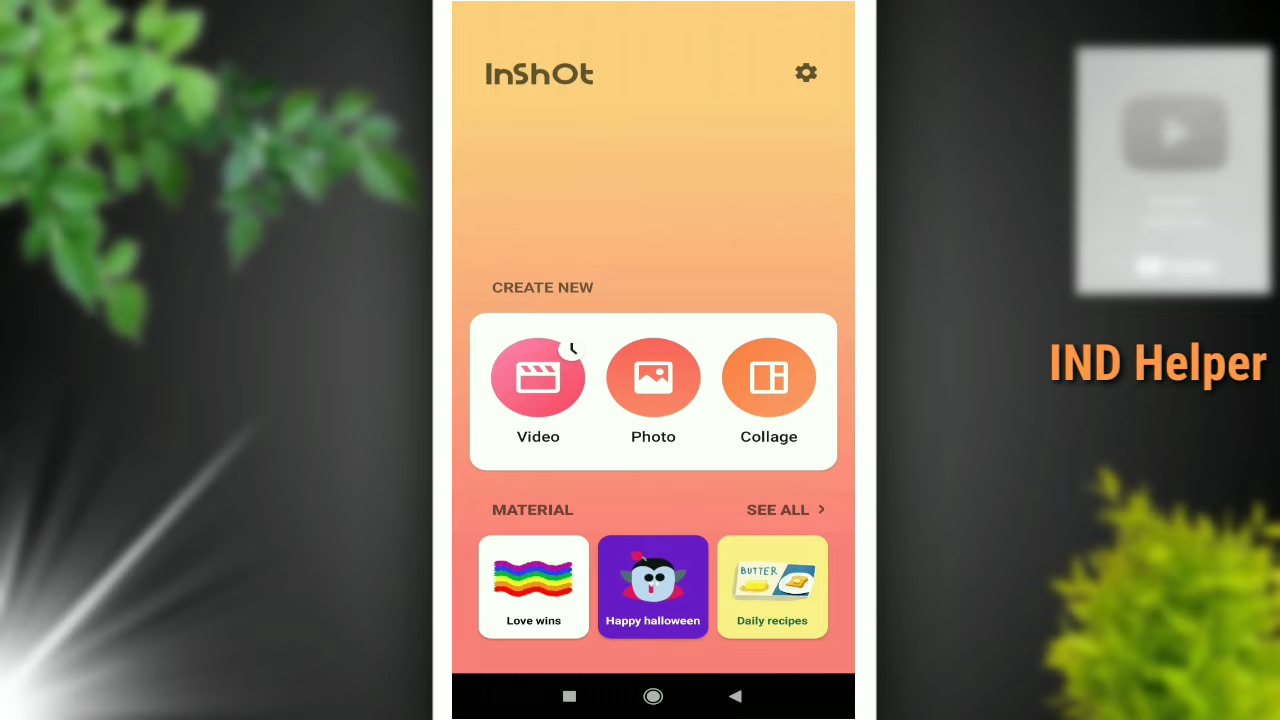 InShOt
CREATE NEW
Video
Photo
Collage
MATERIAL
SEE ALL >
BUTTER
Love wins
Happy halloween
Daily recipes
IND Helper